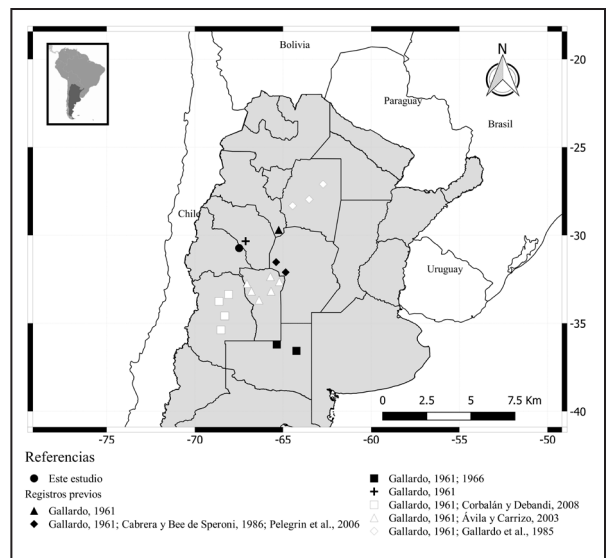 Bolivia
N
-20
Paraguay
Brasil
-25
Chile
-30
Uruguay
-35
0 2.5 5 7.5 Km
-40
-75 -70 -65 -60 -55 -50
Referencias
Este estudio
Registros previos
Gallardo, 1961
Gallardo, 1961; Cabrera y Bee de Speroni, 1986; Pelegrin et al., 2006
Gallardo, 1961; 1966
Gallardo, 1961
Gallardo, 1961; Corbalán y Debandi, 2008
Gallardo, 1961; Ávila y Carrizo, 2003
Gallardo, 1961; Gallardo et al., 1985